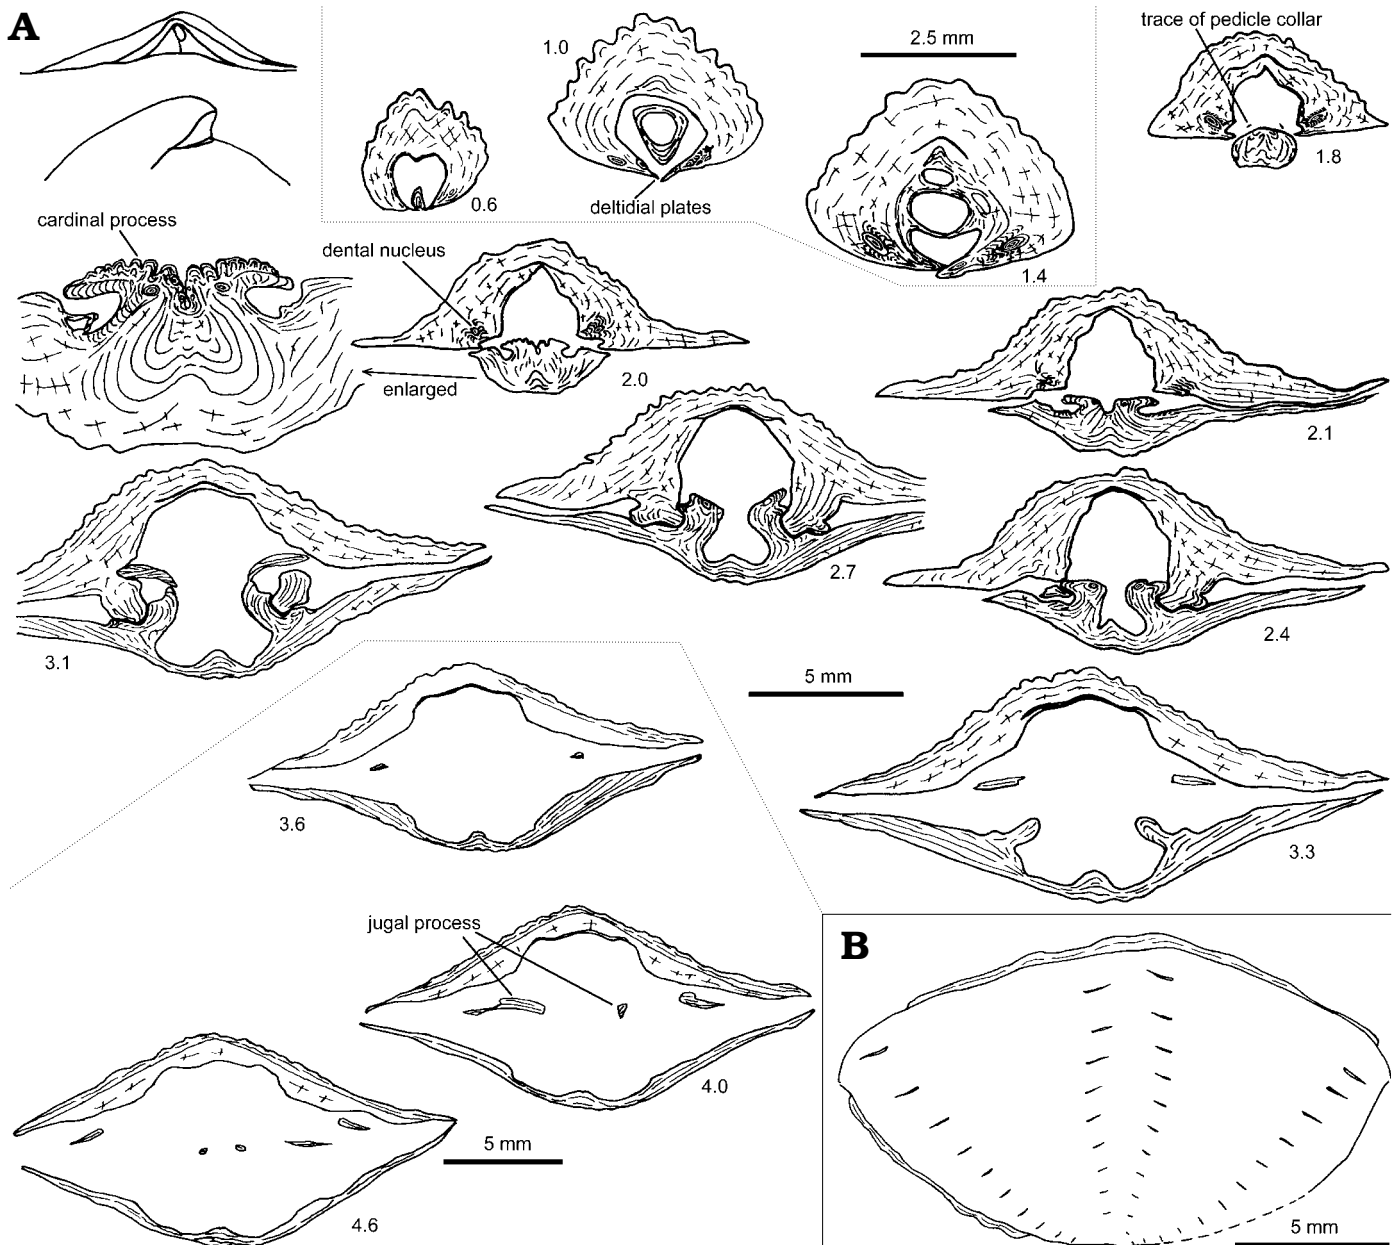 A
1.0
2.5 mm
trace of pedicle collar
0.6
deltidial plates
1.4
1.8
cardinal process
dental nucleus
enlarged
2.0
2.1
3.1
2.7
2.4
5 mm
3.6
3.3
jugal process
B
4.0
5 mm
4.6
5 mm